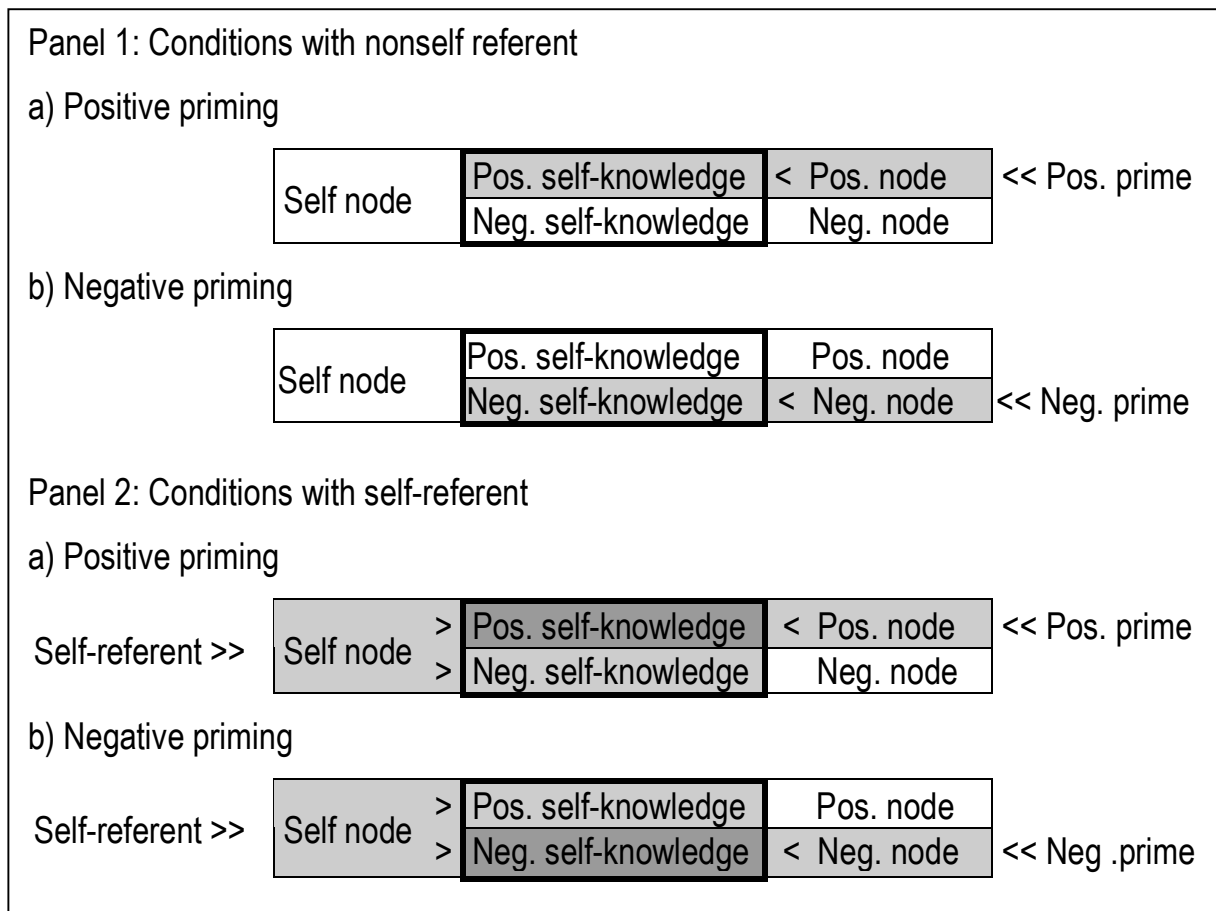 Panel 1: Conditions with nonself referent
a) Positive priming
Self node
Pos. self-knowledge < Pos. node << Pos. prime
Neg. self-knowledge Neg. node
b) Negative priming
Self node
Pos. self-knowledge Pos. node
Neg. self-knowledge < Neg. node << Neg. prime
Panel 2: Conditions with self-referent
a) Positive priming
Self-referent >> Self node
> Pos. self-knowledge < Pos. node << Pos. prime
> Neg. self-knowledge Neg. node
b) Negative priming
Self-referent >> Self node
> Pos. self-knowledge Pos. node
> Neg. self-knowledge < Neg. node << Neg .prime